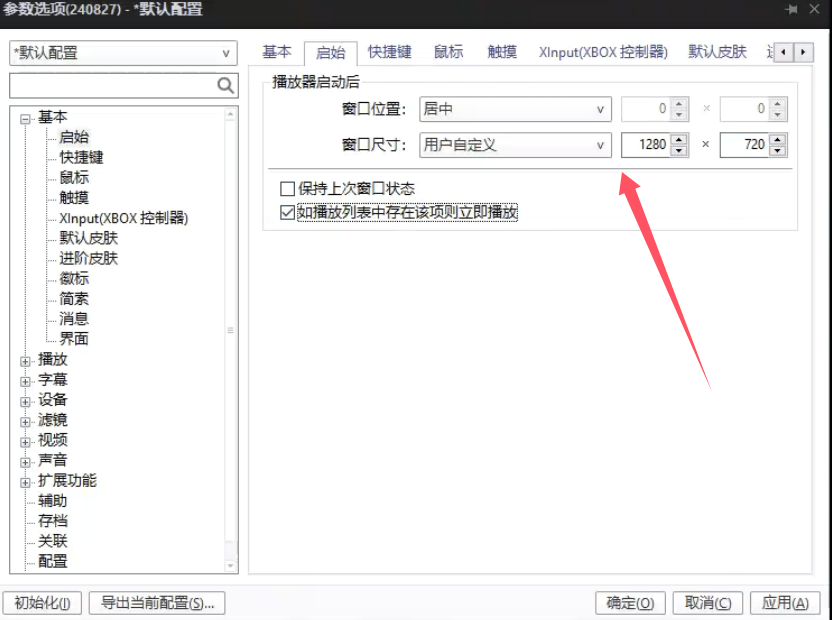 参数选项(240827) - *默认配置
*默认配置
基本
启始
快捷键
鼠标
触摸
XInput(XBOX 控制器)
默认皮肤
进阶皮肤
徽标
简素
消息
界面
播放
字幕
设备
滤镜
视频
声音
扩展功能
辅助
存档
关联
配置
基本 启始 快捷键 鼠标 触摸 XInput(XBOX 控制器) 默认皮肤
播放器启动后
窗口位置: 居中 0 × 0
窗口尺寸: 用户自定义 1280 × 720
保持上次窗口状态
如播放列表中存在该项则立即播放
初始化(I) 导出当前配置(S)... 确定(O) 取消(C) 应用(A)